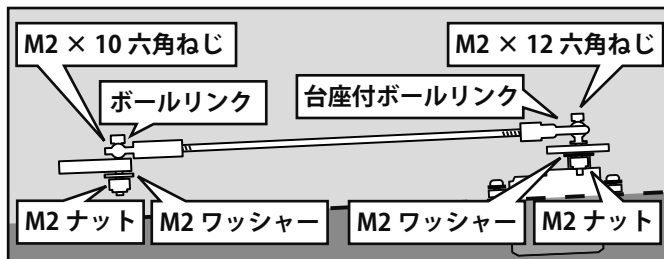 M2 × 10 六角ねじ
M2 × 12 六角ねじ
ボールリンク
台座付ボールリンク
M2 ナット
M2 ワッシャー
M2 ワッシャー
M2 ナット